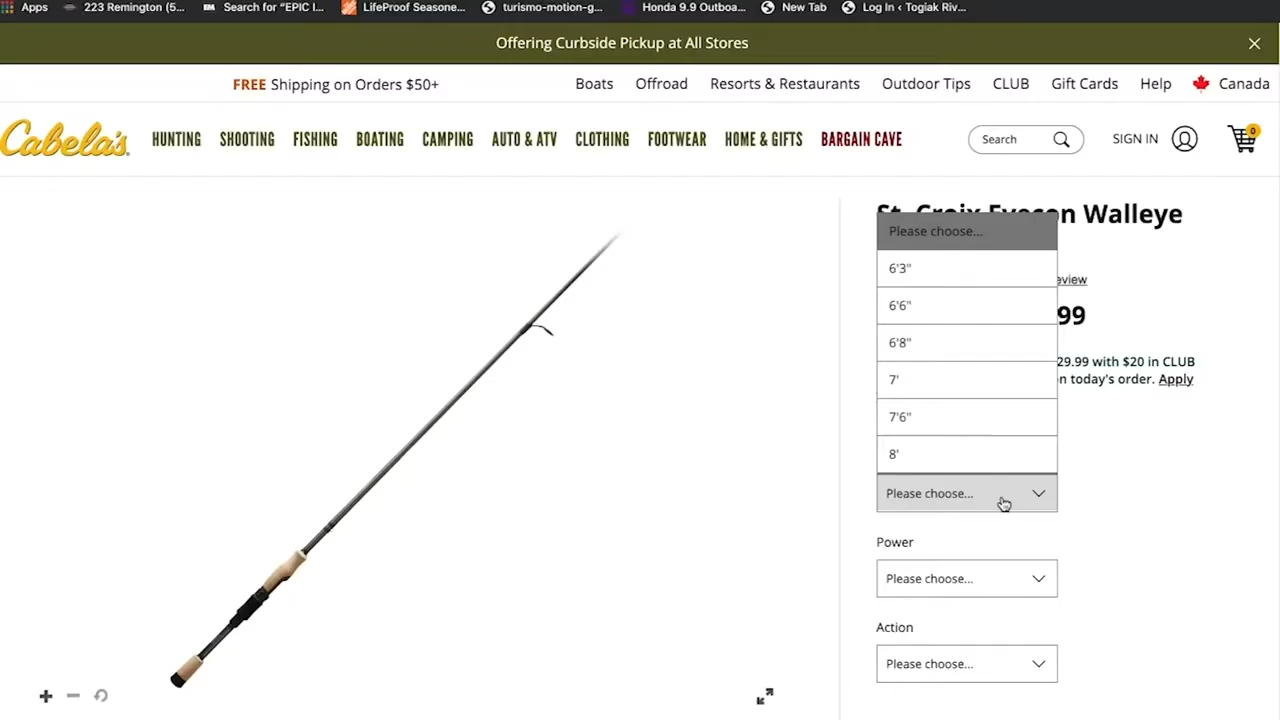 Apps
223 Remington (5...
Search for “EPIC I...
LifeProof Seasone...
turismo-motion-g...
Honda 9.9 Outboa...
New Tab
Log In ‹ Togiak Riv...
Offering Curbside Pickup at All Stores
FREE Shipping on Orders $50+
Boats
Offroad
Resorts & Restaurants
Outdoor Tips
CLUB
Gift Cards
Help
Canada
Cabela's
HUNTING
SHOOTING
FISHING
BOATING
CAMPING
AUTO & ATV
CLOTHING
FOOTWEAR
HOME & GIFTS
BARGAIN CAVE
Search
SIGN IN
0
St. Croix Eyecon Walleye
Please choose...
6'3"
eview
6'6"
99
6'8"
29.99 with $20 in CLUB
7'
n today's order. Apply
7'6"
8'
Please choose...
Power
Please choose...
Action
Please choose...